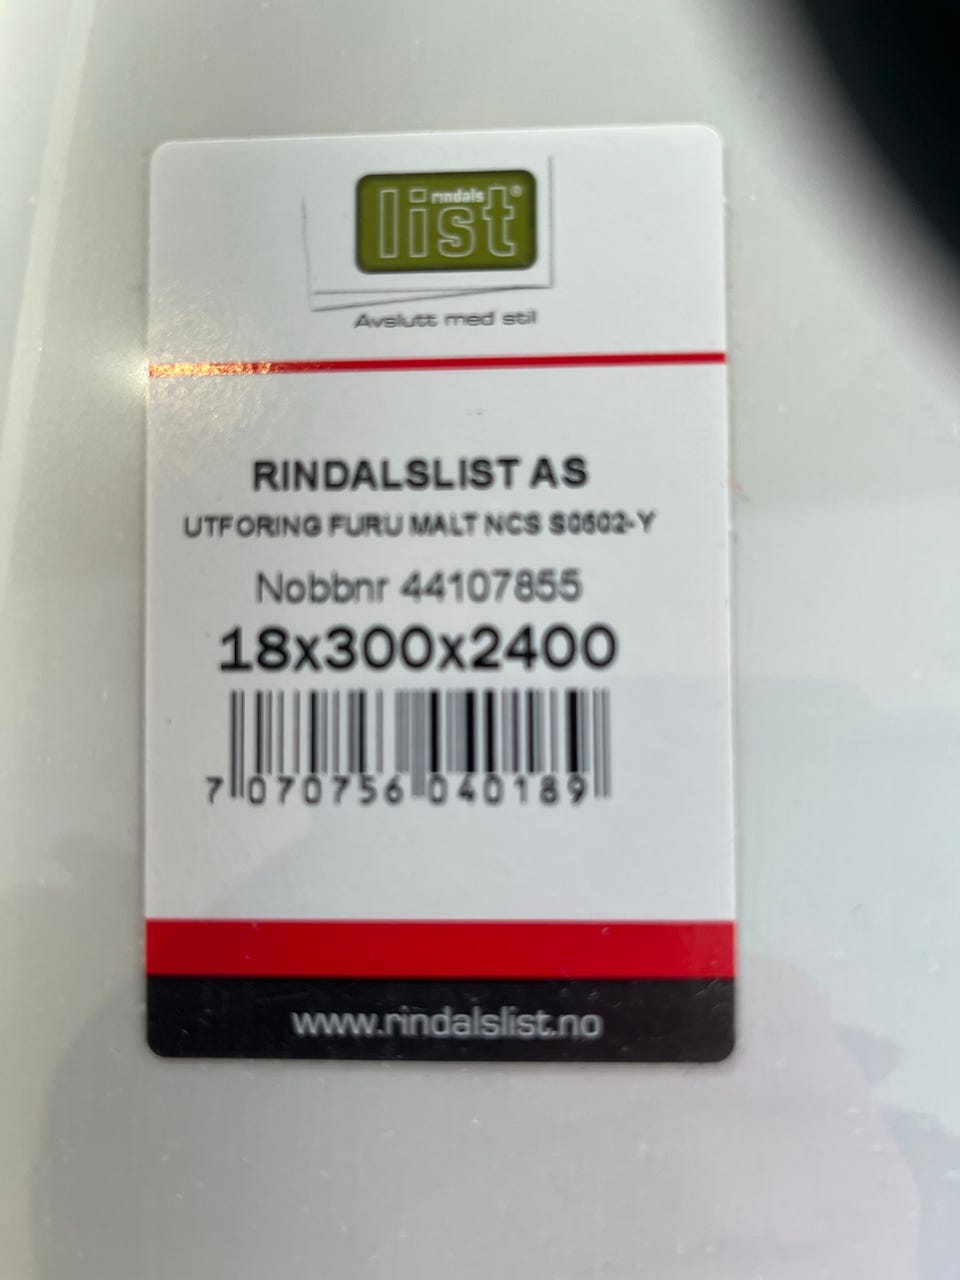 rindals
list®
Avslutt med stil
RINDALSLIST AS
UTFORING FURU MALT NCS S0502-Y
Nobbnr 44107855
18x300x2400
7 070756 040189
www.rindalslist.no